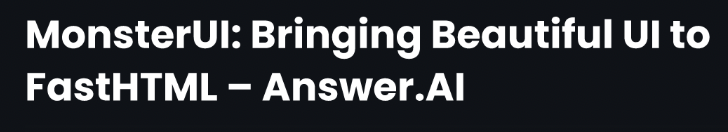 MonsterUI: Bringing Beautiful UI to
FastHTML – Answer.AI